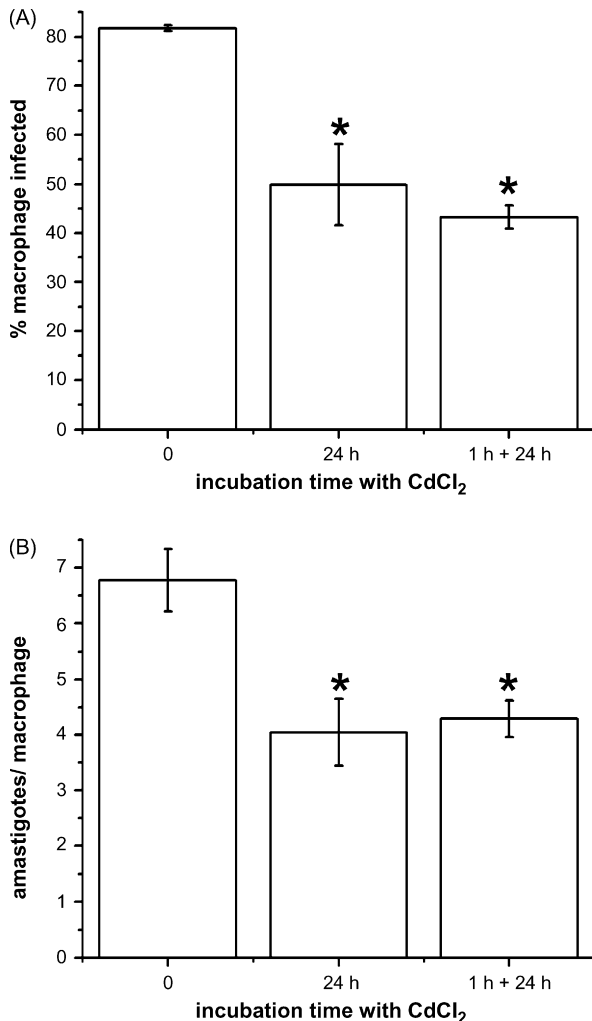 (A)
% macrophage infected
80
70
60
50
40
30
20
10
0
*
*
0 24 h 1 h + 24 h
incubation time with CdCl₂
(B)
amastigotes/ macrophage
7
6
5
4
3
2
1
0
*
*
0 24 h 1 h + 24 h
incubation time with CdCl₂